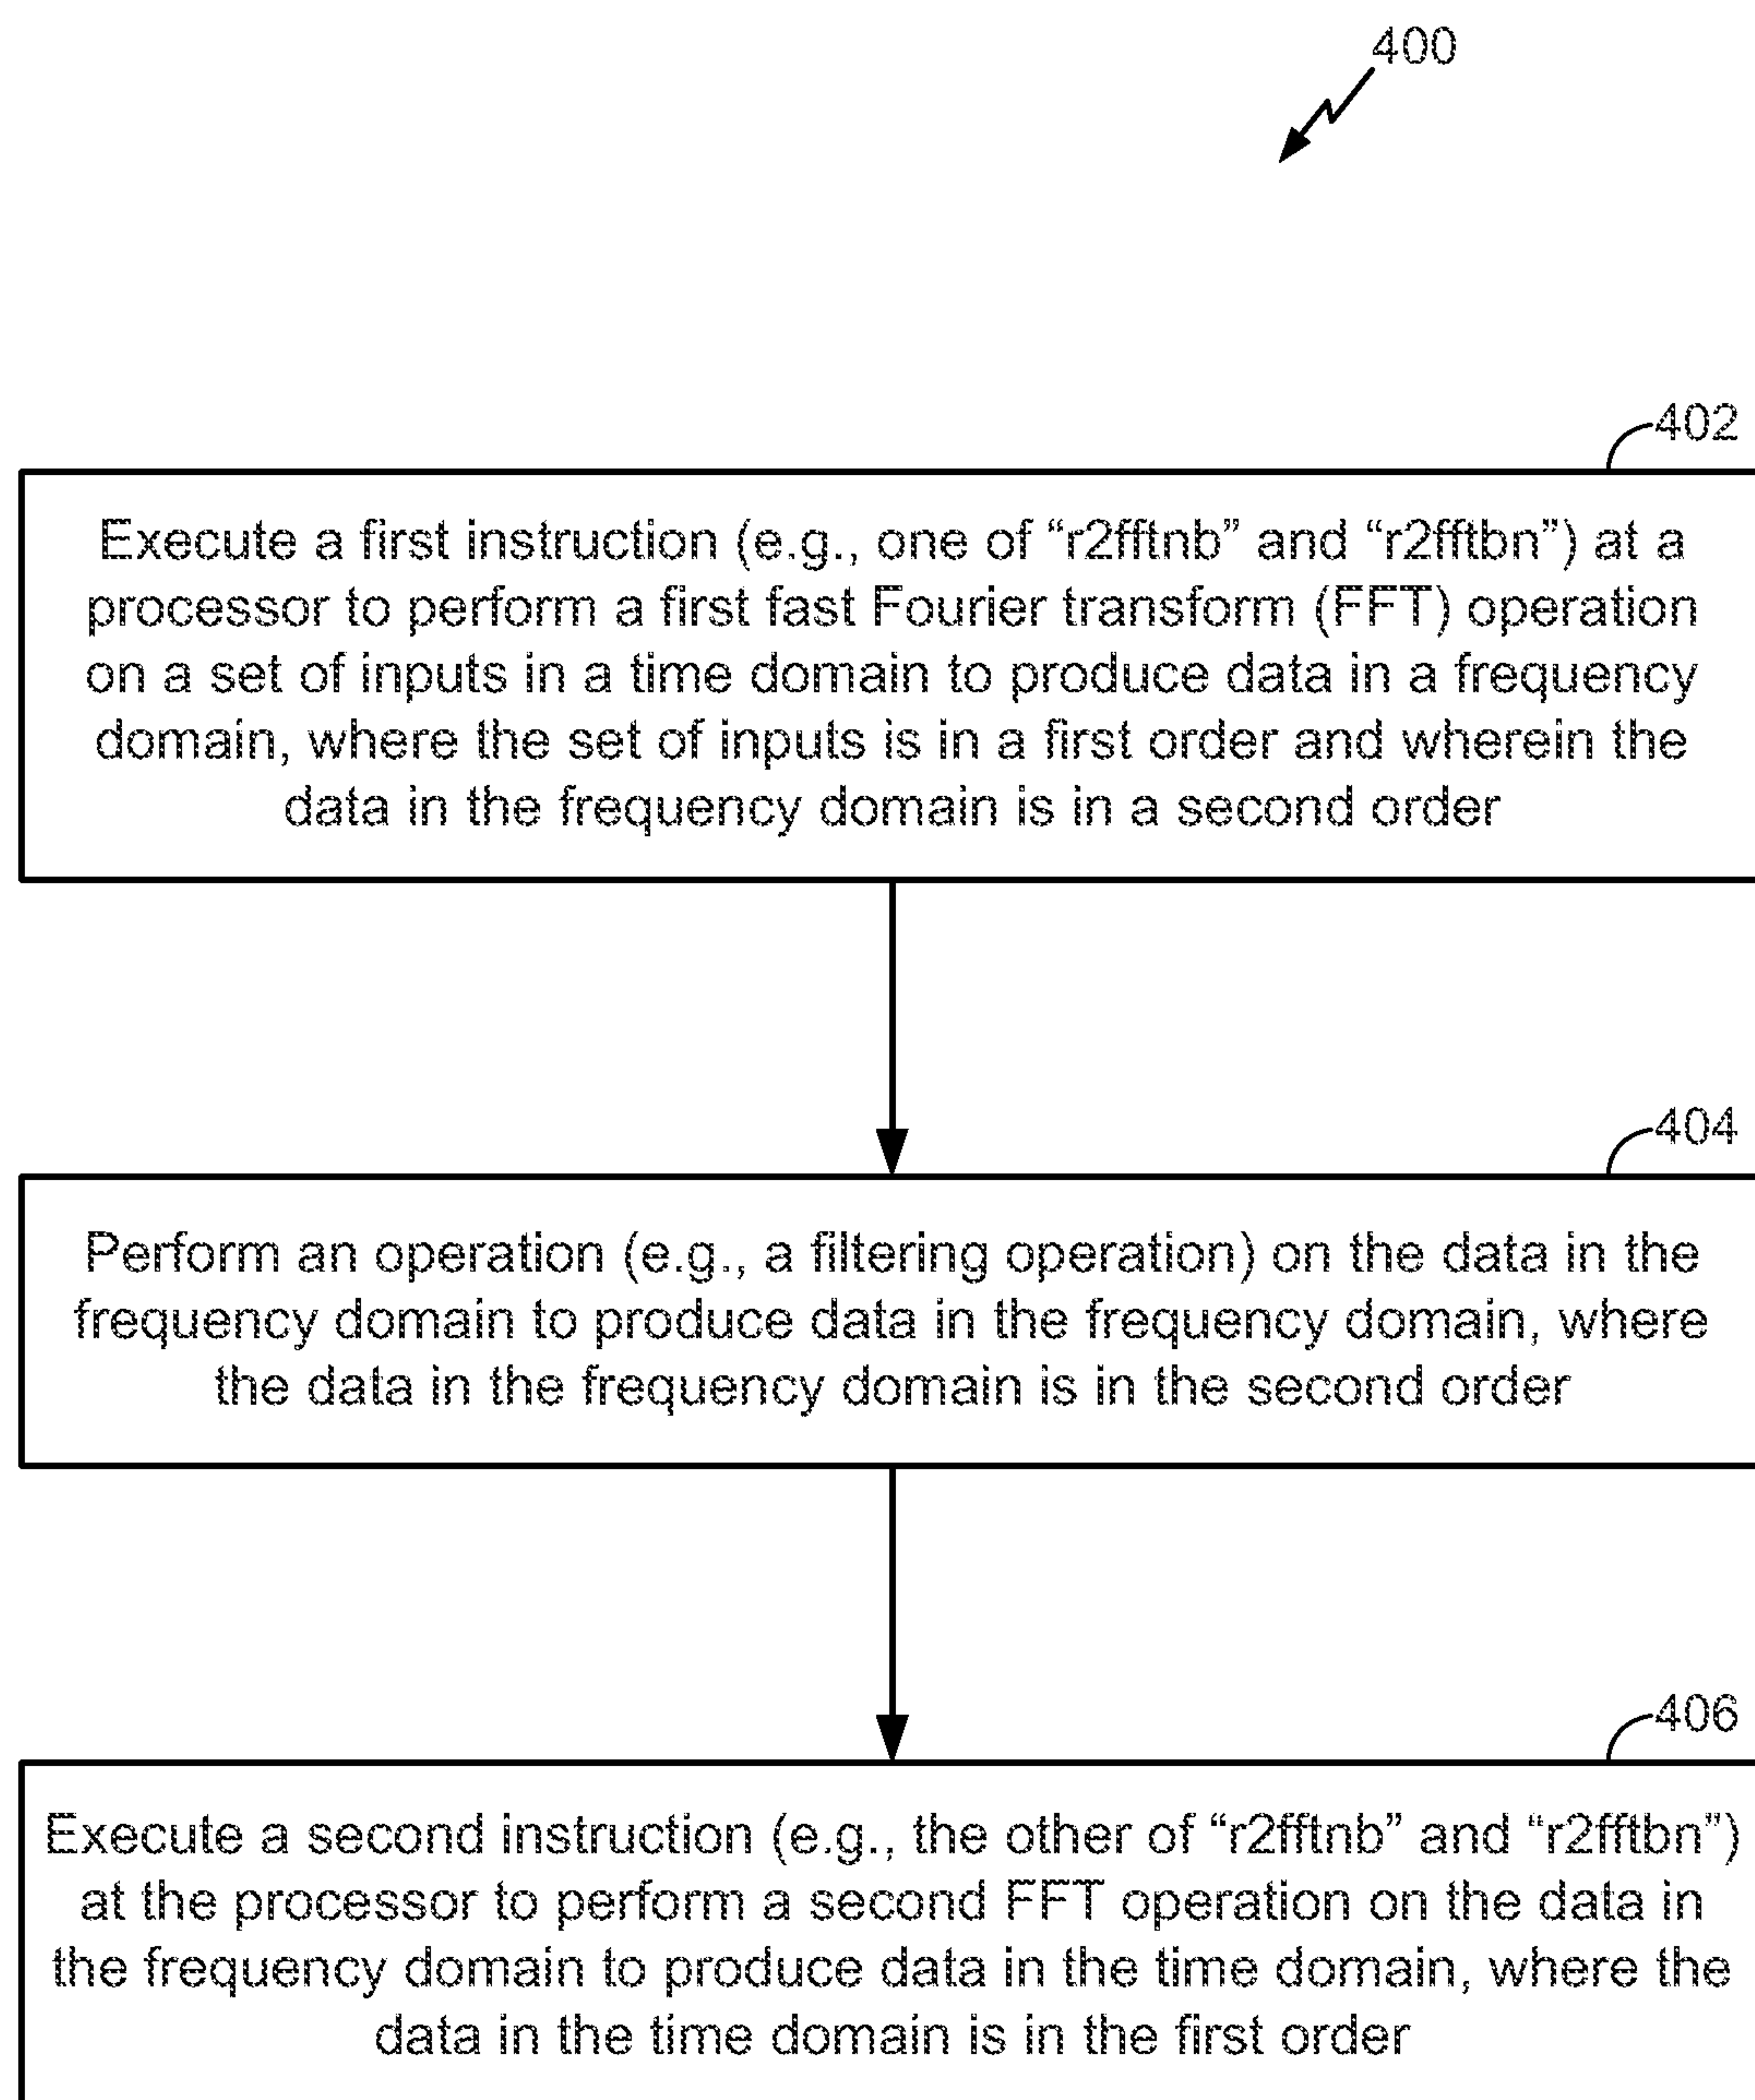 400
402
Execute a first instruction (e.g., one of “r2fftnb” and “r2fftbn”) at a
processor to perform a first fast Fourier transform (FFT) operation
on a set of inputs in a time domain to produce data in a frequency
domain, where the set of inputs is in a first order and wherein the
data in the frequency domain is in a second order
404
Perform an operation (e.g., a filtering operation) on the data in the
frequency domain to produce data in the frequency domain, where
the data in the frequency domain is in the second order
406
Execute a second instruction (e.g., the other of “r2fftnb” and “r2fftbn”)
at the processor to perform a second FFT operation on the data in
the frequency domain to produce data in the time domain, where the
data in the time domain is in the first order